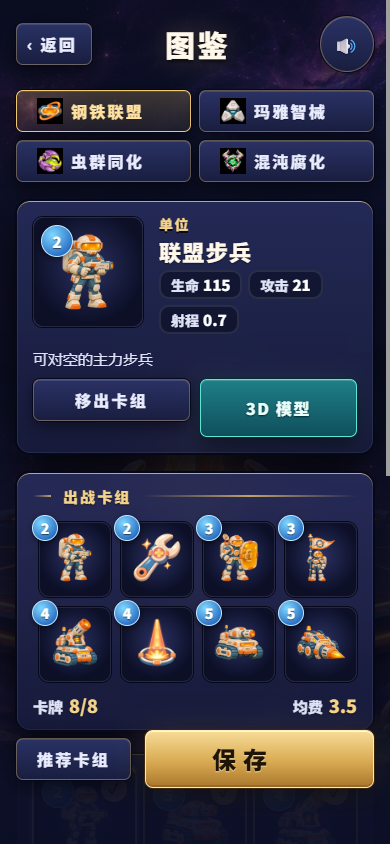 ‹ 返回
图鉴
钢铁联盟
玛雅智械
虫群同化
混沌腐化
2
单位
联盟步兵
生命 115
攻击 21
射程 0.7
可对空的主力步兵
移出卡组
3D 模型
出战卡组
2
2
3
3
4
4
5
5
卡牌 8/8
均费 3.5
推荐卡组
保存